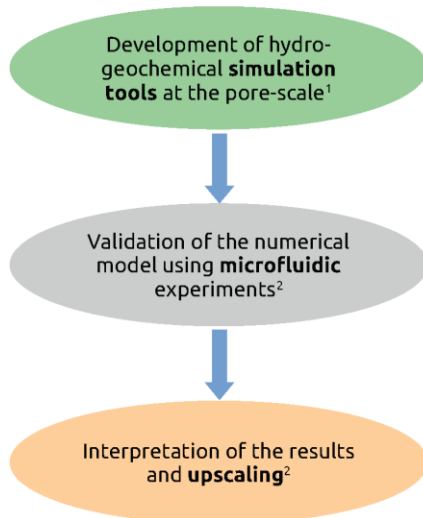 Development of hydro-
geochemical simulation
tools at the pore-scale¹
Validation of the numerical
model using microfluidic
experiments²
Interpretation of the results
and upscaling²